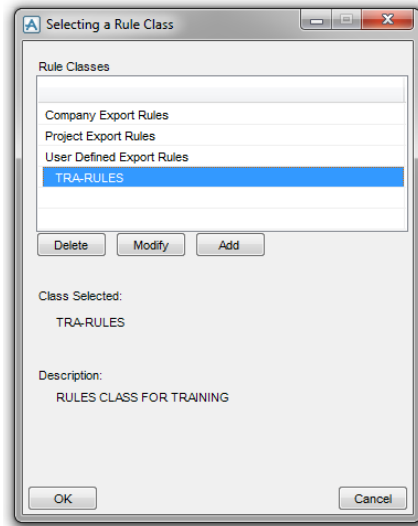 Selecting a Rule Class
Rule Classes
Company Export Rules
Project Export Rules
User Defined Export Rules
TRA-RULES
Delete Modify Add
Class Selected:
TRA-RULES
Description:
RULES CLASS FOR TRAINING
OK Cancel